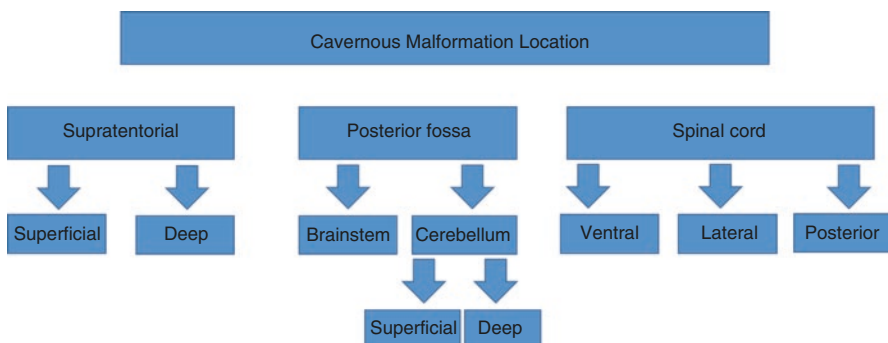 Cavernous Malformation Location
Supratentorial
Posterior fossa
Spinal cord
Superficial
Deep
Brainstem
Cerebellum
Ventral
Lateral
Posterior
Superficial
Deep